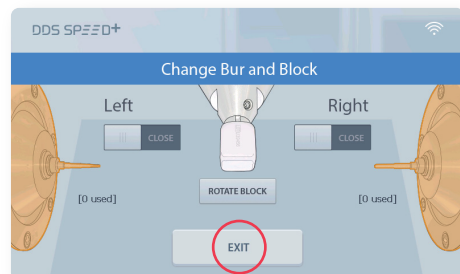 DDS SPEED+
Change Bur and Block
Left
Right
CLOSE
CLOSE
[0 used]
ROTATE BLOCK
[0 used]
EXIT